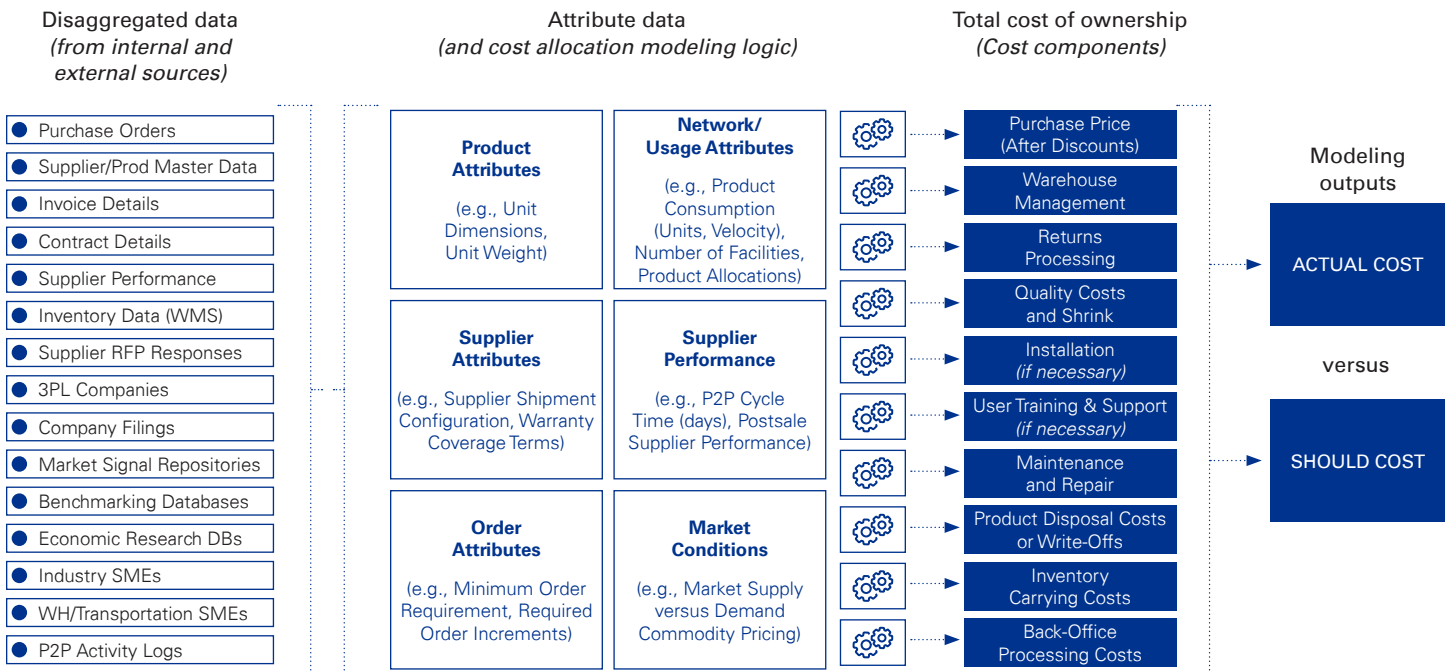 Disaggregated data
(from internal and
external sources)
Purchase Orders
Supplier/Prod Master Data
Invoice Details
Contract Details
Supplier Performance
Inventory Data (WMS)
Supplier RFP Responses
3PL Companies
Company Filings
Market Signal Repositories
Benchmarking Databases
Economic Research DBs
Industry SMEs
WH/Transportation SMEs
P2P Activity Logs
Attribute data
(and cost allocation modeling logic)
Product
Attributes
(e.g., Unit
Dimensions,
Unit Weight)
Network/
Usage Attributes
(e.g., Product
Consumption
(Units, Velocity),
Number of Facilities,
Product Allocations)
Supplier
Attributes
(e.g., Supplier Shipment
Configuration, Warranty
Coverage Terms)
Supplier
Performance
(e.g., P2P Cycle
Time (days), Postsale
Supplier Performance)
Order
Attributes
(e.g., Minimum Order
Requirement, Required
Order Increments)
Market
Conditions
(e.g., Market Supply
versus Demand
Commodity Pricing)
Total cost of ownership
(Cost components)
Purchase Price
(After Discounts)
Warehouse
Management
Returns
Processing
Quality Costs
and Shrink
Installation
(if necessary)
User Training & Support
(if necessary)
Maintenance
and Repair
Product Disposal Costs
or Write-Offs
Inventory
Carrying Costs
Back-Office
Processing Costs
Modeling
outputs
ACTUAL COST
versus
SHOULD COST